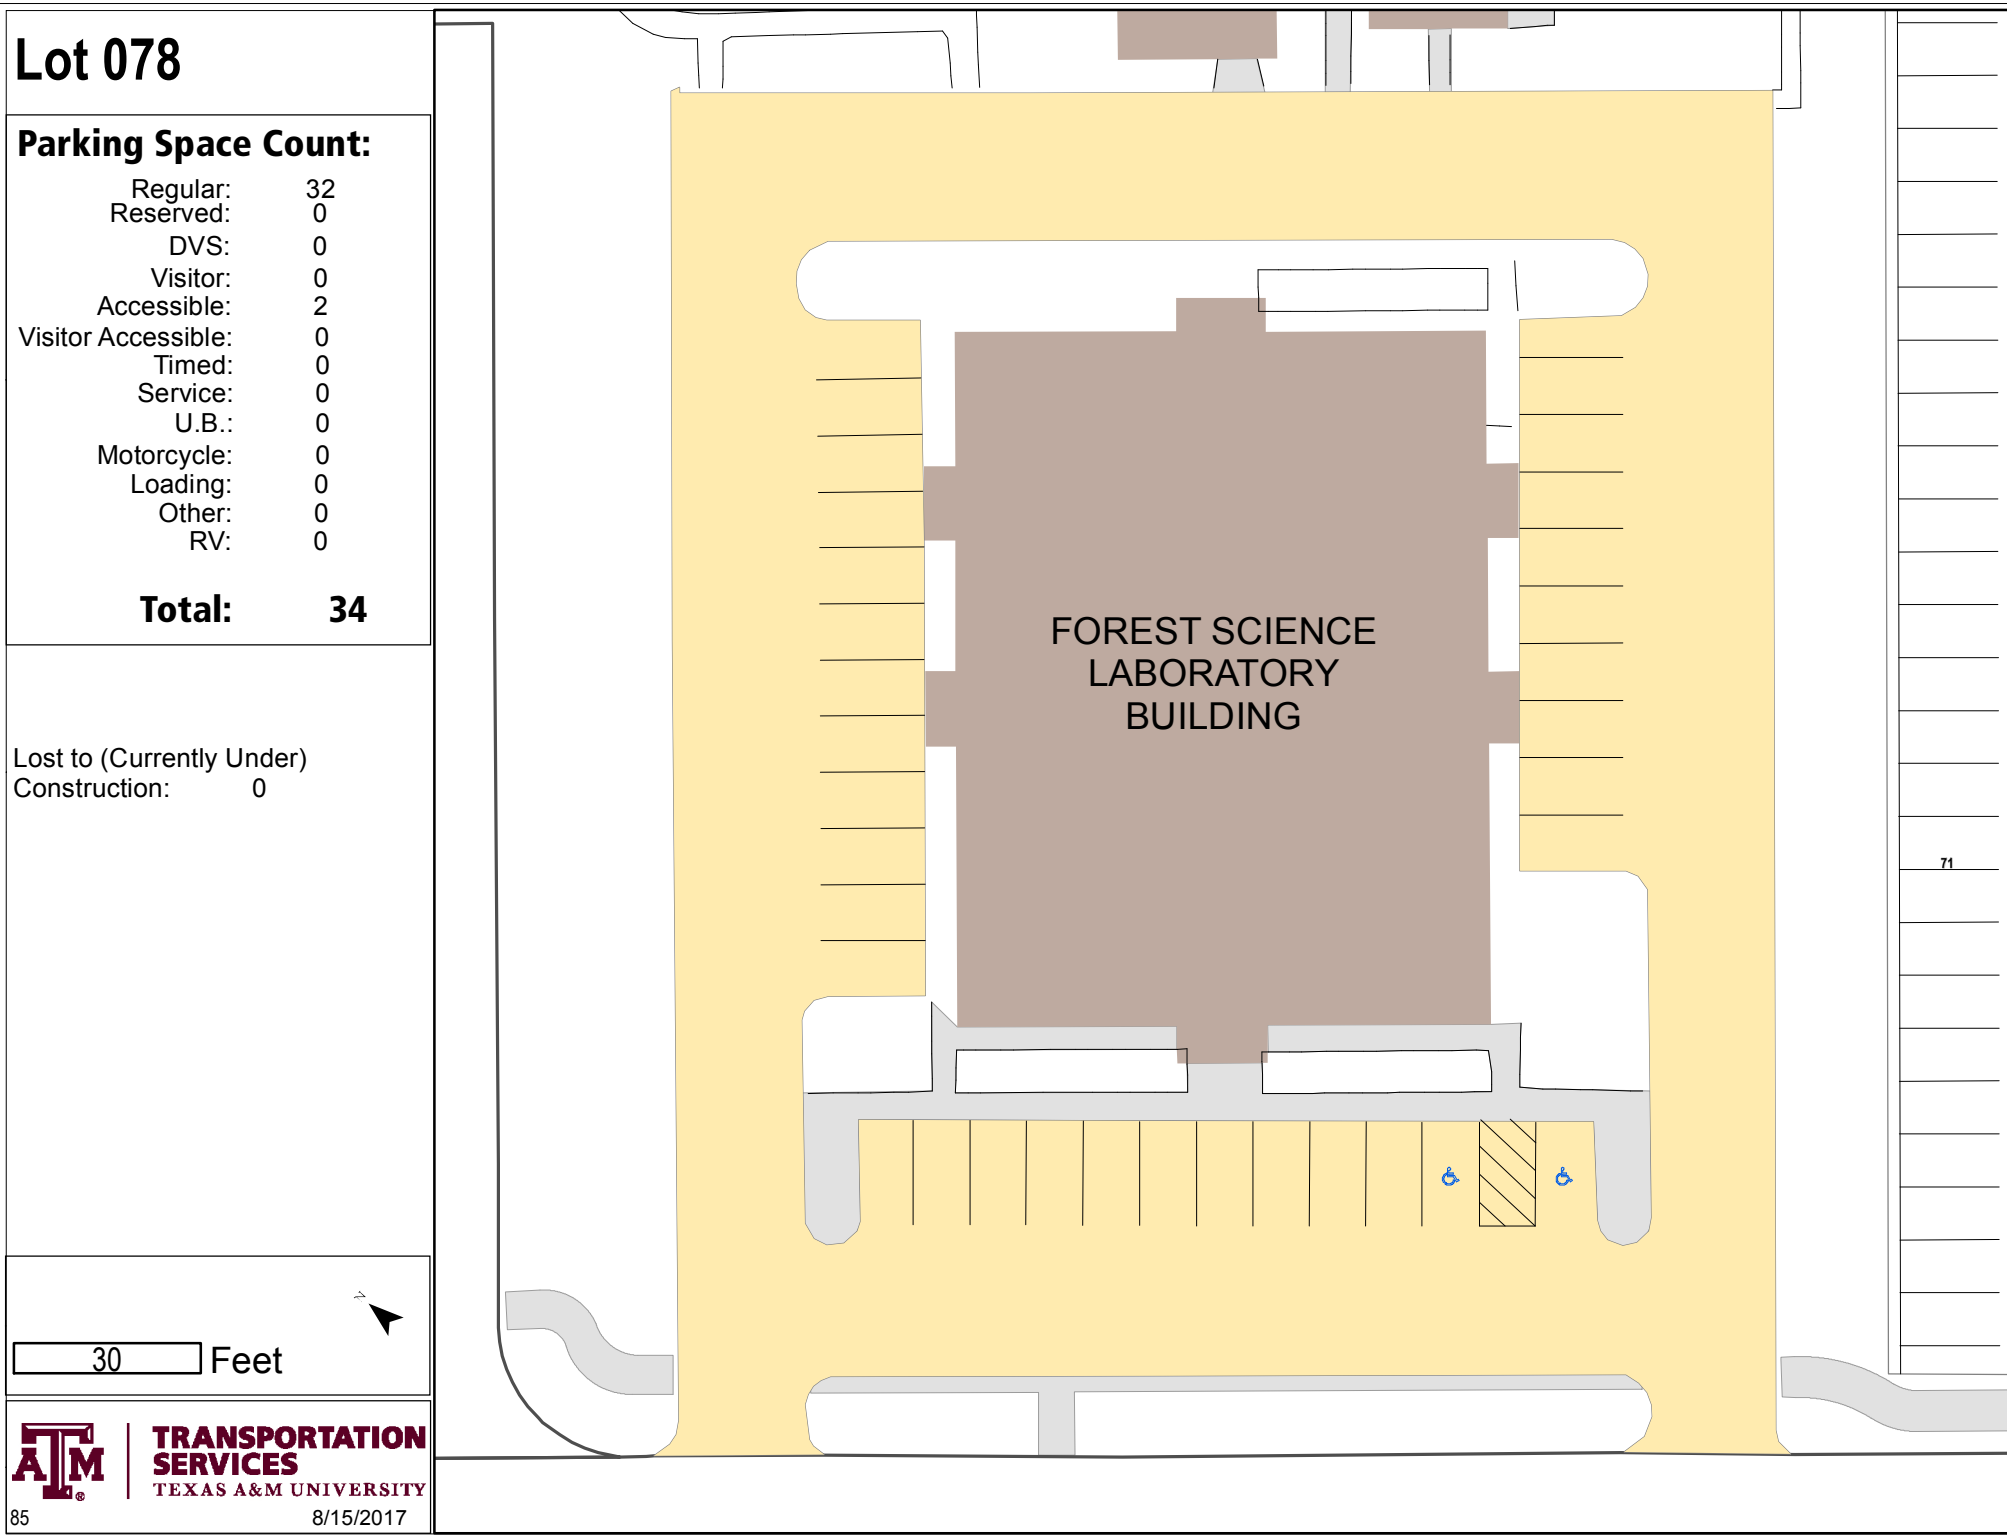 Lot 078
Parking Space Count:
Regular: 32
Reserved: 0
DVS: 0
Visitor: 0
Accessible: 2
Visitor Accessible: 0
Timed: 0
Service: 0
U.B.: 0
Motorcycle: 0
Loading: 0
Other: 0
RV: 0
Total: 34
Lost to (Currently Under)
Construction: 0
FOREST SCIENCE
LABORATORY
BUILDING
71
N
30 Feet
ATM®
TRANSPORTATION
SERVICES
TEXAS A&M UNIVERSITY
85 8/15/2017